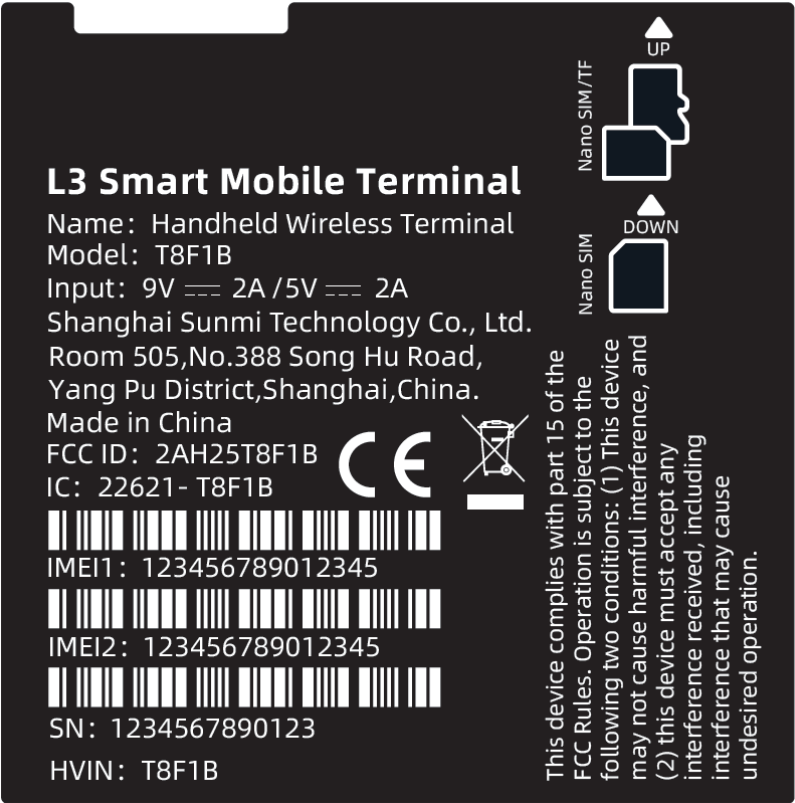 UP
Nano SIM/TF
DOWN
Nano SIM
L3 Smart Mobile Terminal
Name: Handheld Wireless Terminal
Model: T8F1B
Input: 9V ⎓ 2A /5V ⎓ 2A
Shanghai Sunmi Technology Co., Ltd.
Room 505,No.388 Song Hu Road,
Yang Pu District,Shanghai,China.
Made in China
FCC ID: 2AH25T8F1B
IC: 22621- T8F1B
CE
IMEI1: 123456789012345
IMEI2: 123456789012345
SN: 1234567890123
HVIN: T8F1B
This device complies with part 15 of the
FCC Rules. Operation is subject to the
following two conditions: (1) This device
may not cause harmful interference, and
(2) this device must accept any
interference received, including
interference that may cause
undesired operation.